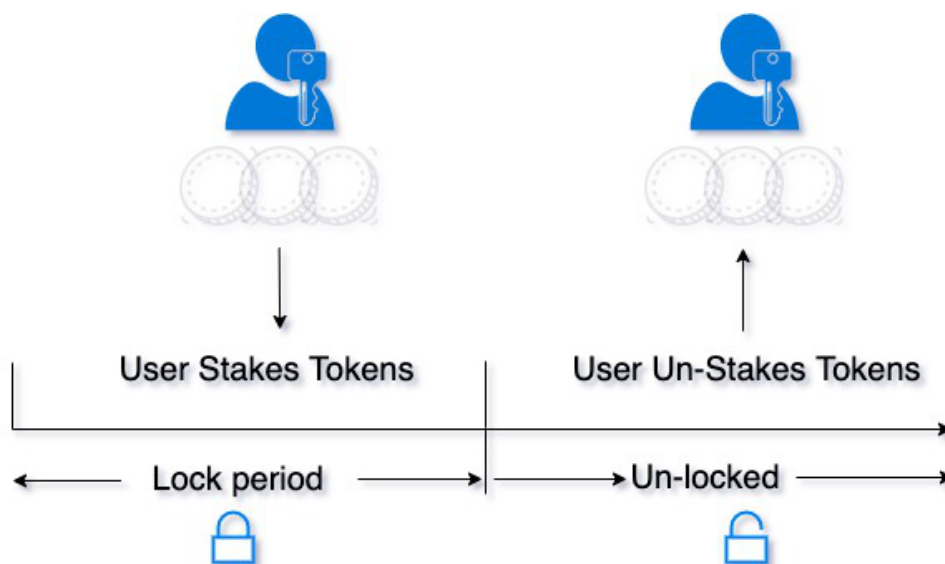 User Stakes Tokens
User Un-Stakes Tokens
Lock period
Un-locked